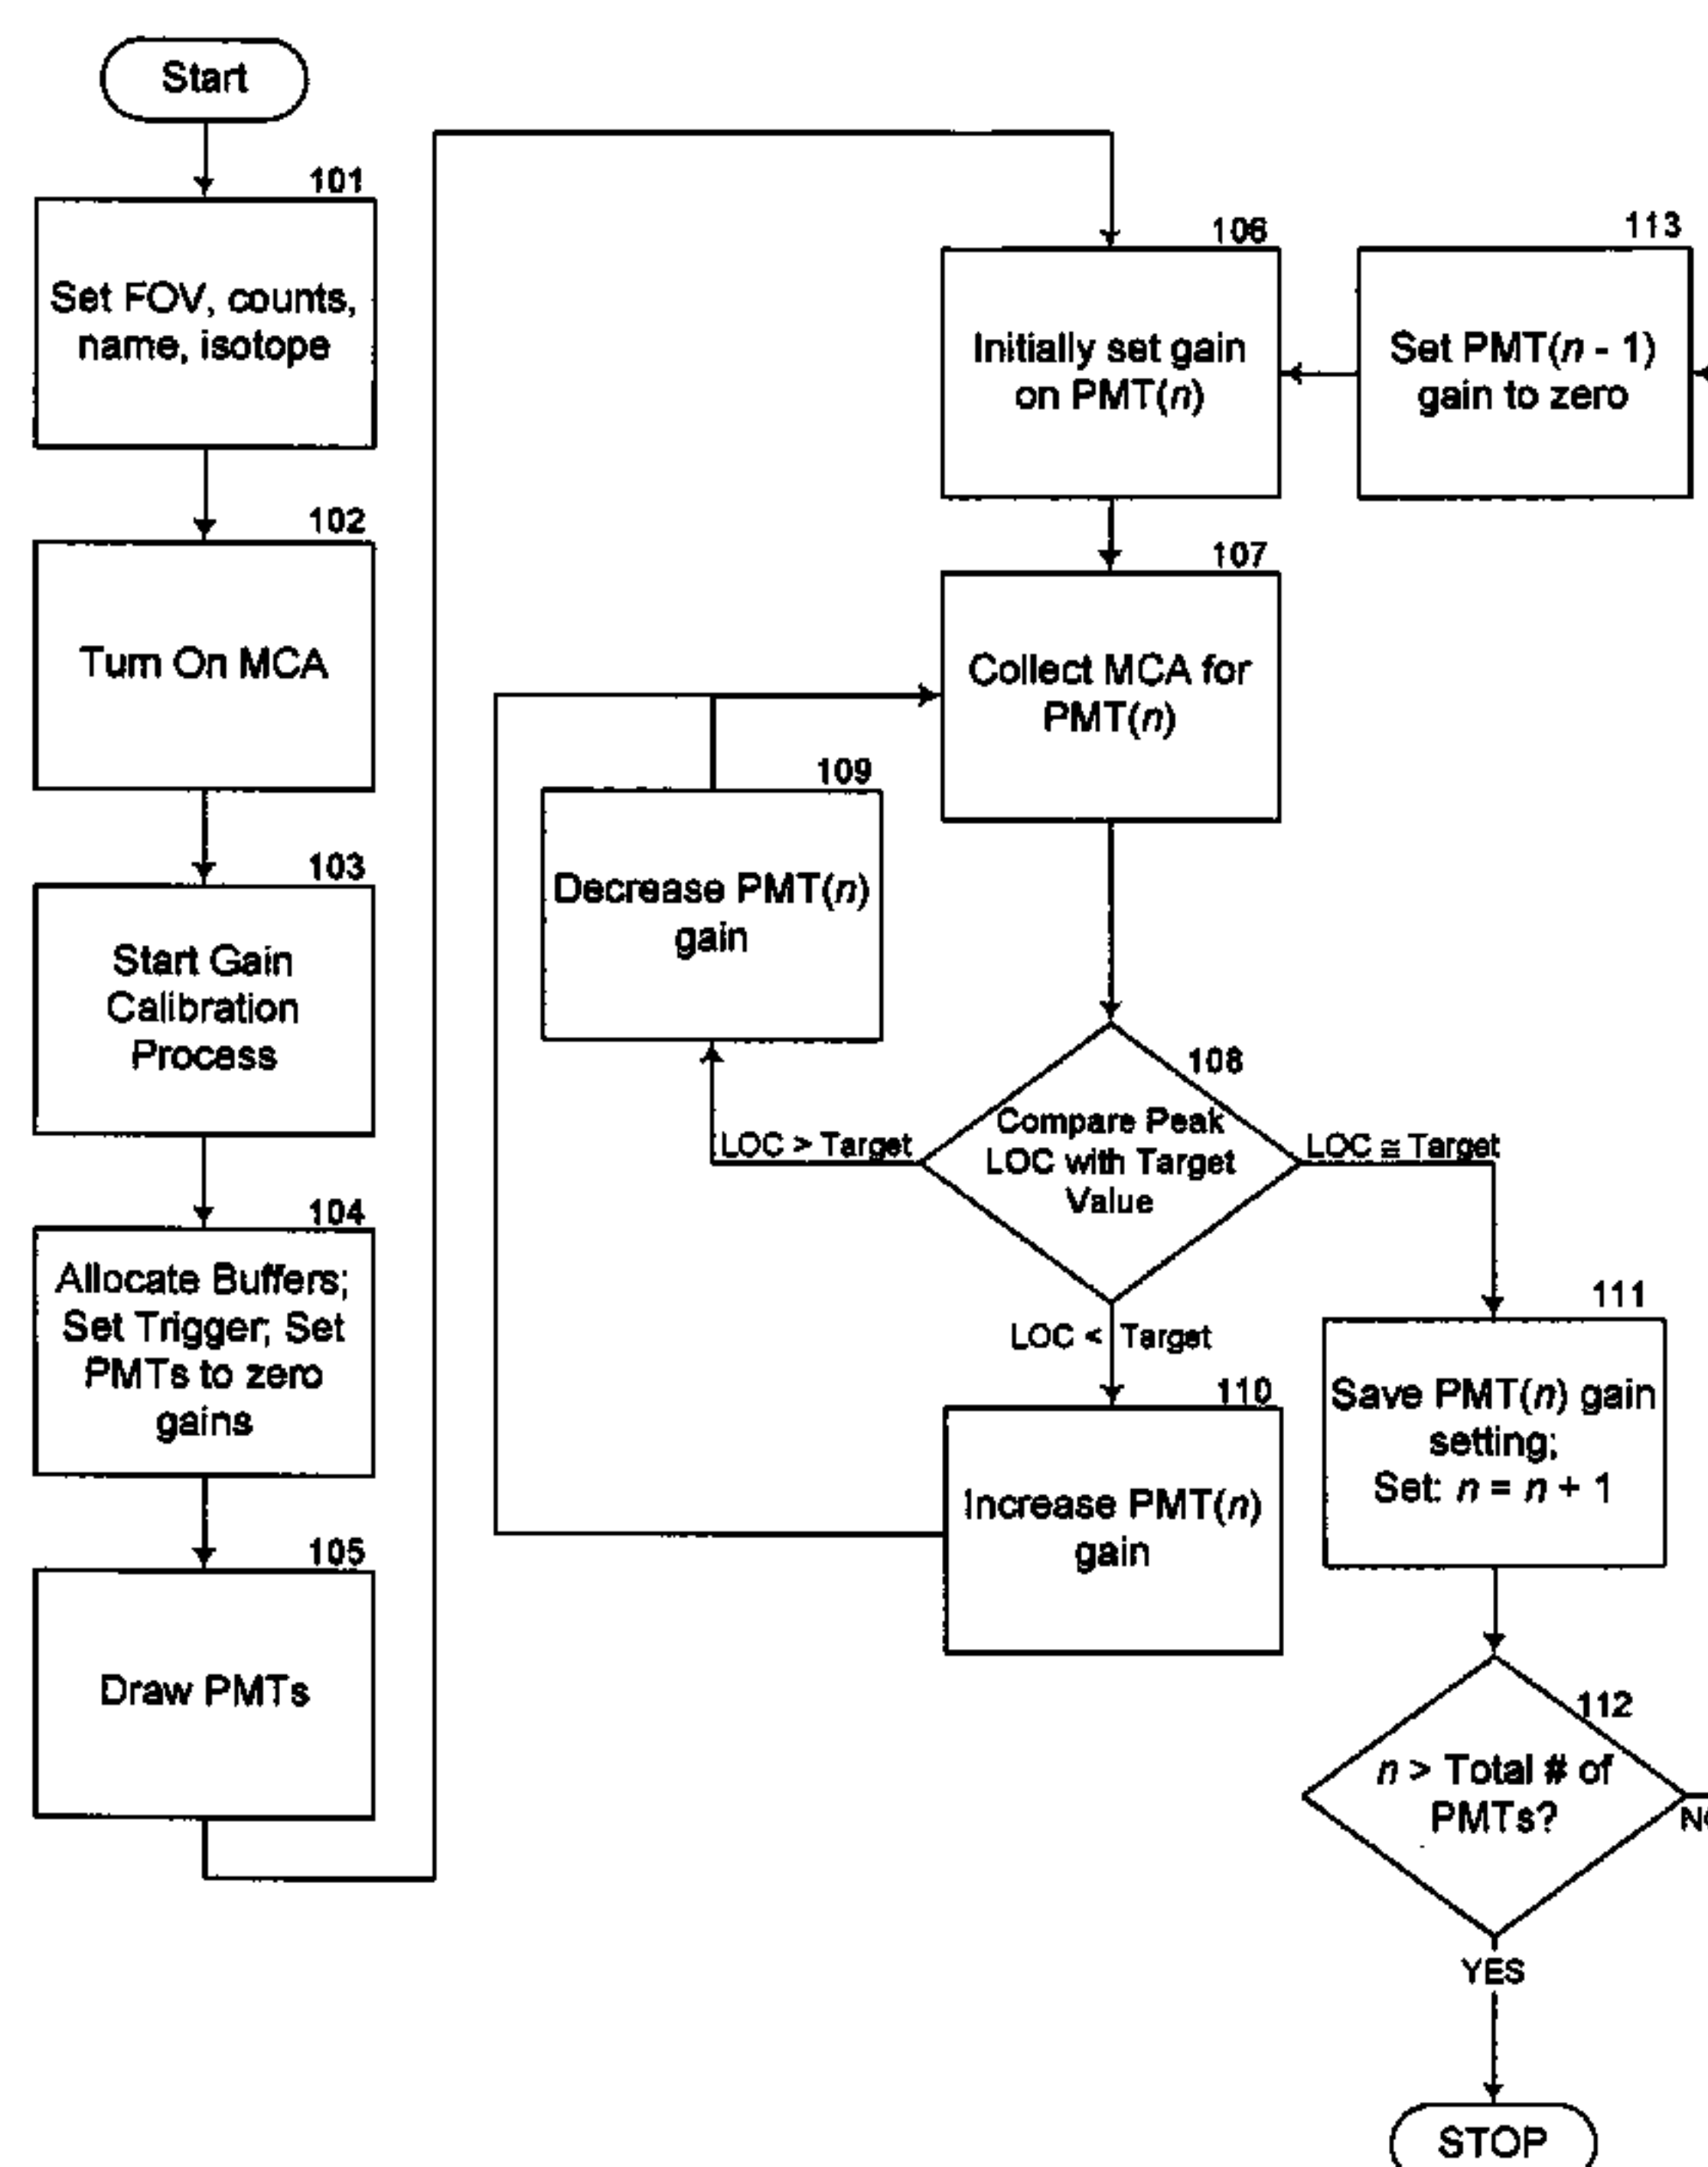 Start
101
Set FOV, counts,
name, isotope
102
Turn On MCA
103
Start Gain
Calibration
Process
104
Allocate Buffers;
Set Trigger; Set
PMTs to zero
gains
105
Draw PMTs
106
Initially set gain
on PMT(n)
113
Set PMT(n - 1)
gain to zero
107
Collect MCA for
PMT(n)
109
Decrease PMT(n)
gain
108
Compare Peak
LOC with Target
Value
LOC > Target
LOC ≅ Target
LOC < Target
110
Increase PMT(n)
gain
111
Save PMT(n) gain
setting;
Set: n = n + 1
112
n > Total # of
PMTs?
YES
STOP